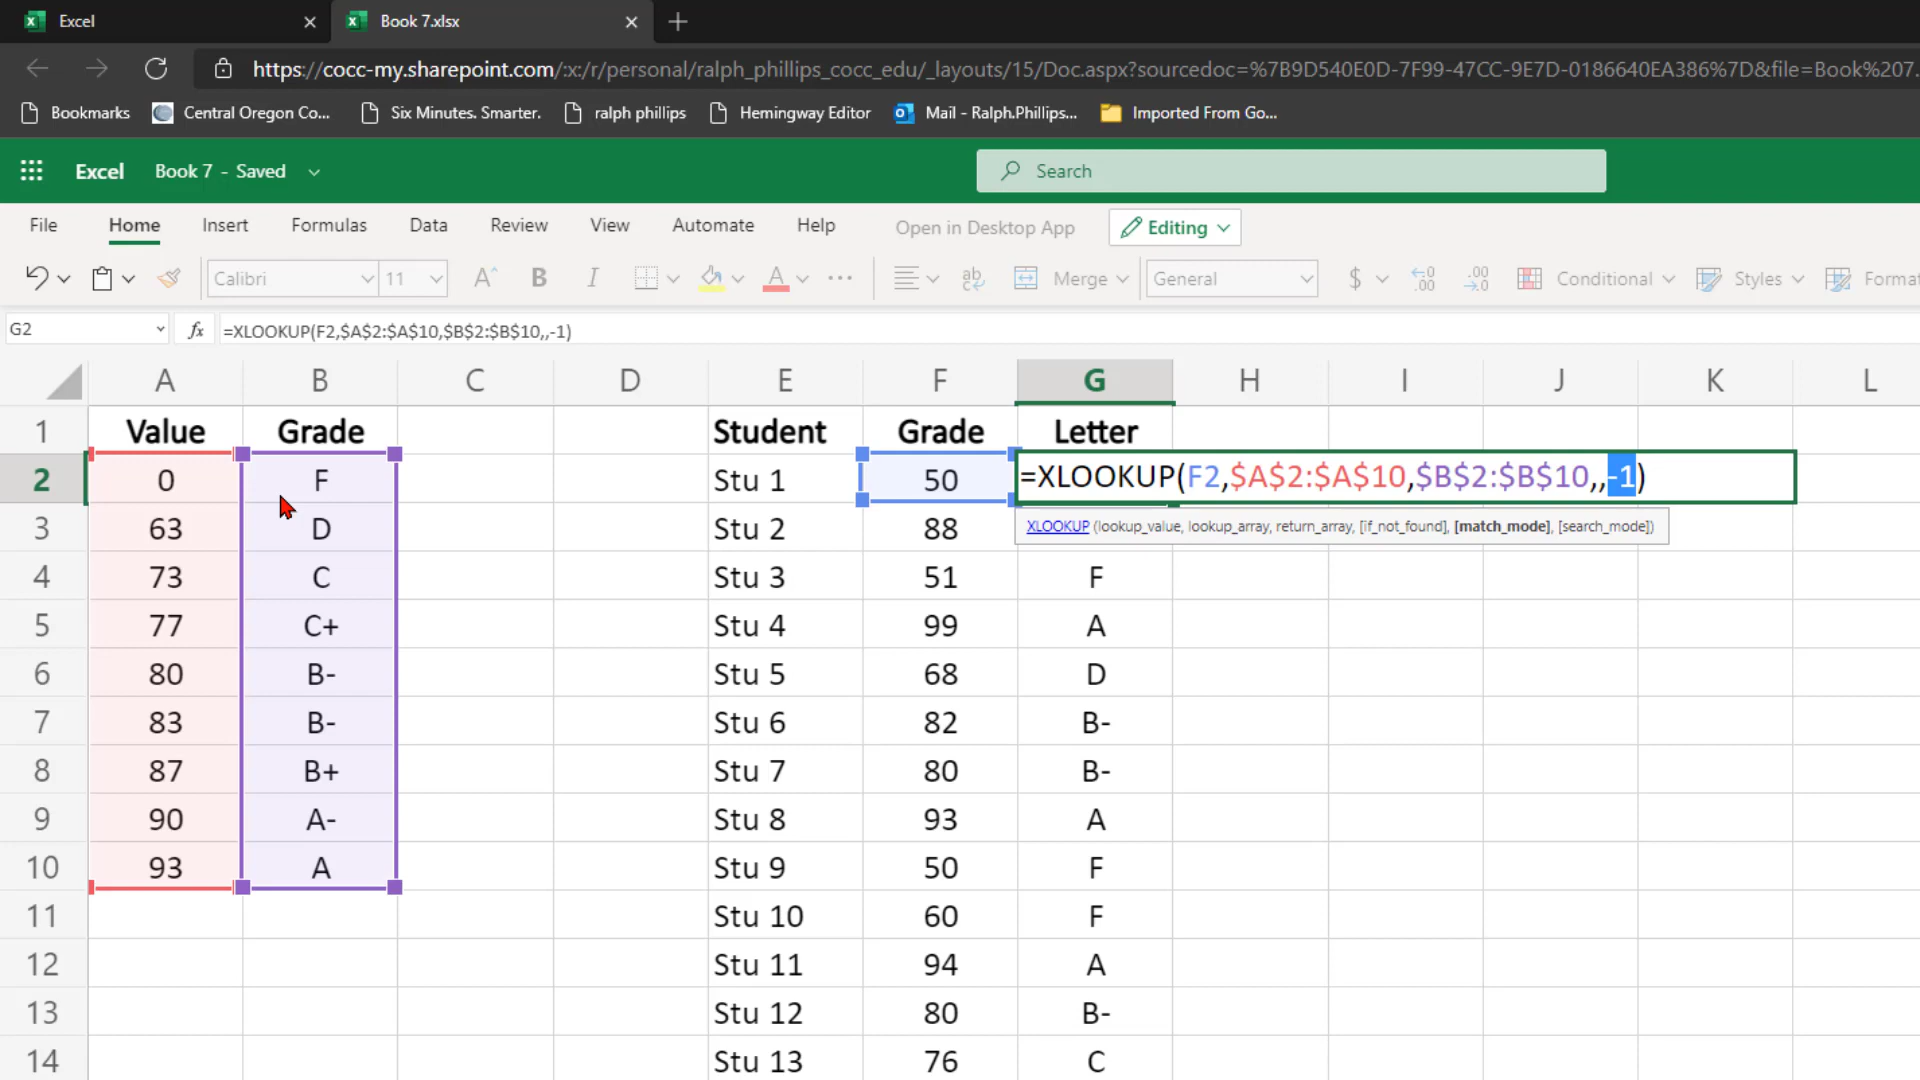 Excel
Book 7.xlsx
https://cocc-my.sharepoint.com/:x:/r/personal/ralph_phillips_cocc_edu/_layouts/15/Doc.aspx?sourcedoc=%7B9D540E0D-7F99-47CC-9E7D-0186640EA386%7D&file=Book%207.
Bookmarks Central Oregon Co... Six Minutes. Smarter. ralph phillips Hemingway Editor Mail - Ralph.Phillips... Imported From Go...
Excel Book 7 - Saved Search
File Home Insert Formulas Data Review View Automate Help Open in Desktop App Editing
Calibri 11 A B I A ... ab Merge General $ .00 .00 Conditional Styles Format
G2 fx =XLOOKUP(F2,$A$2:$A$10,$B$2:$B$10,,-1)
A B C D E F G H I J K L
1 Value Grade Student Grade Letter
2 0 F Stu 1 50 =XLOOKUP(F2,$A$2:$A$10,$B$2:$B$10,,-1)
XLOOKUP (lookup_value, lookup_array, return_array, [if_not_found], [match_mode], [search_mode])
3 63 D Stu 2 88
4 73 C Stu 3 51 F
5 77 C+ Stu 4 99 A
6 80 B- Stu 5 68 D
7 83 B- Stu 6 82 B-
8 87 B+ Stu 7 80 B-
9 90 A- Stu 8 93 A
10 93 A Stu 9 50 F
11 Stu 10 60 F
12 Stu 11 94 A
13 Stu 12 80 B-
14 Stu 13 76 C